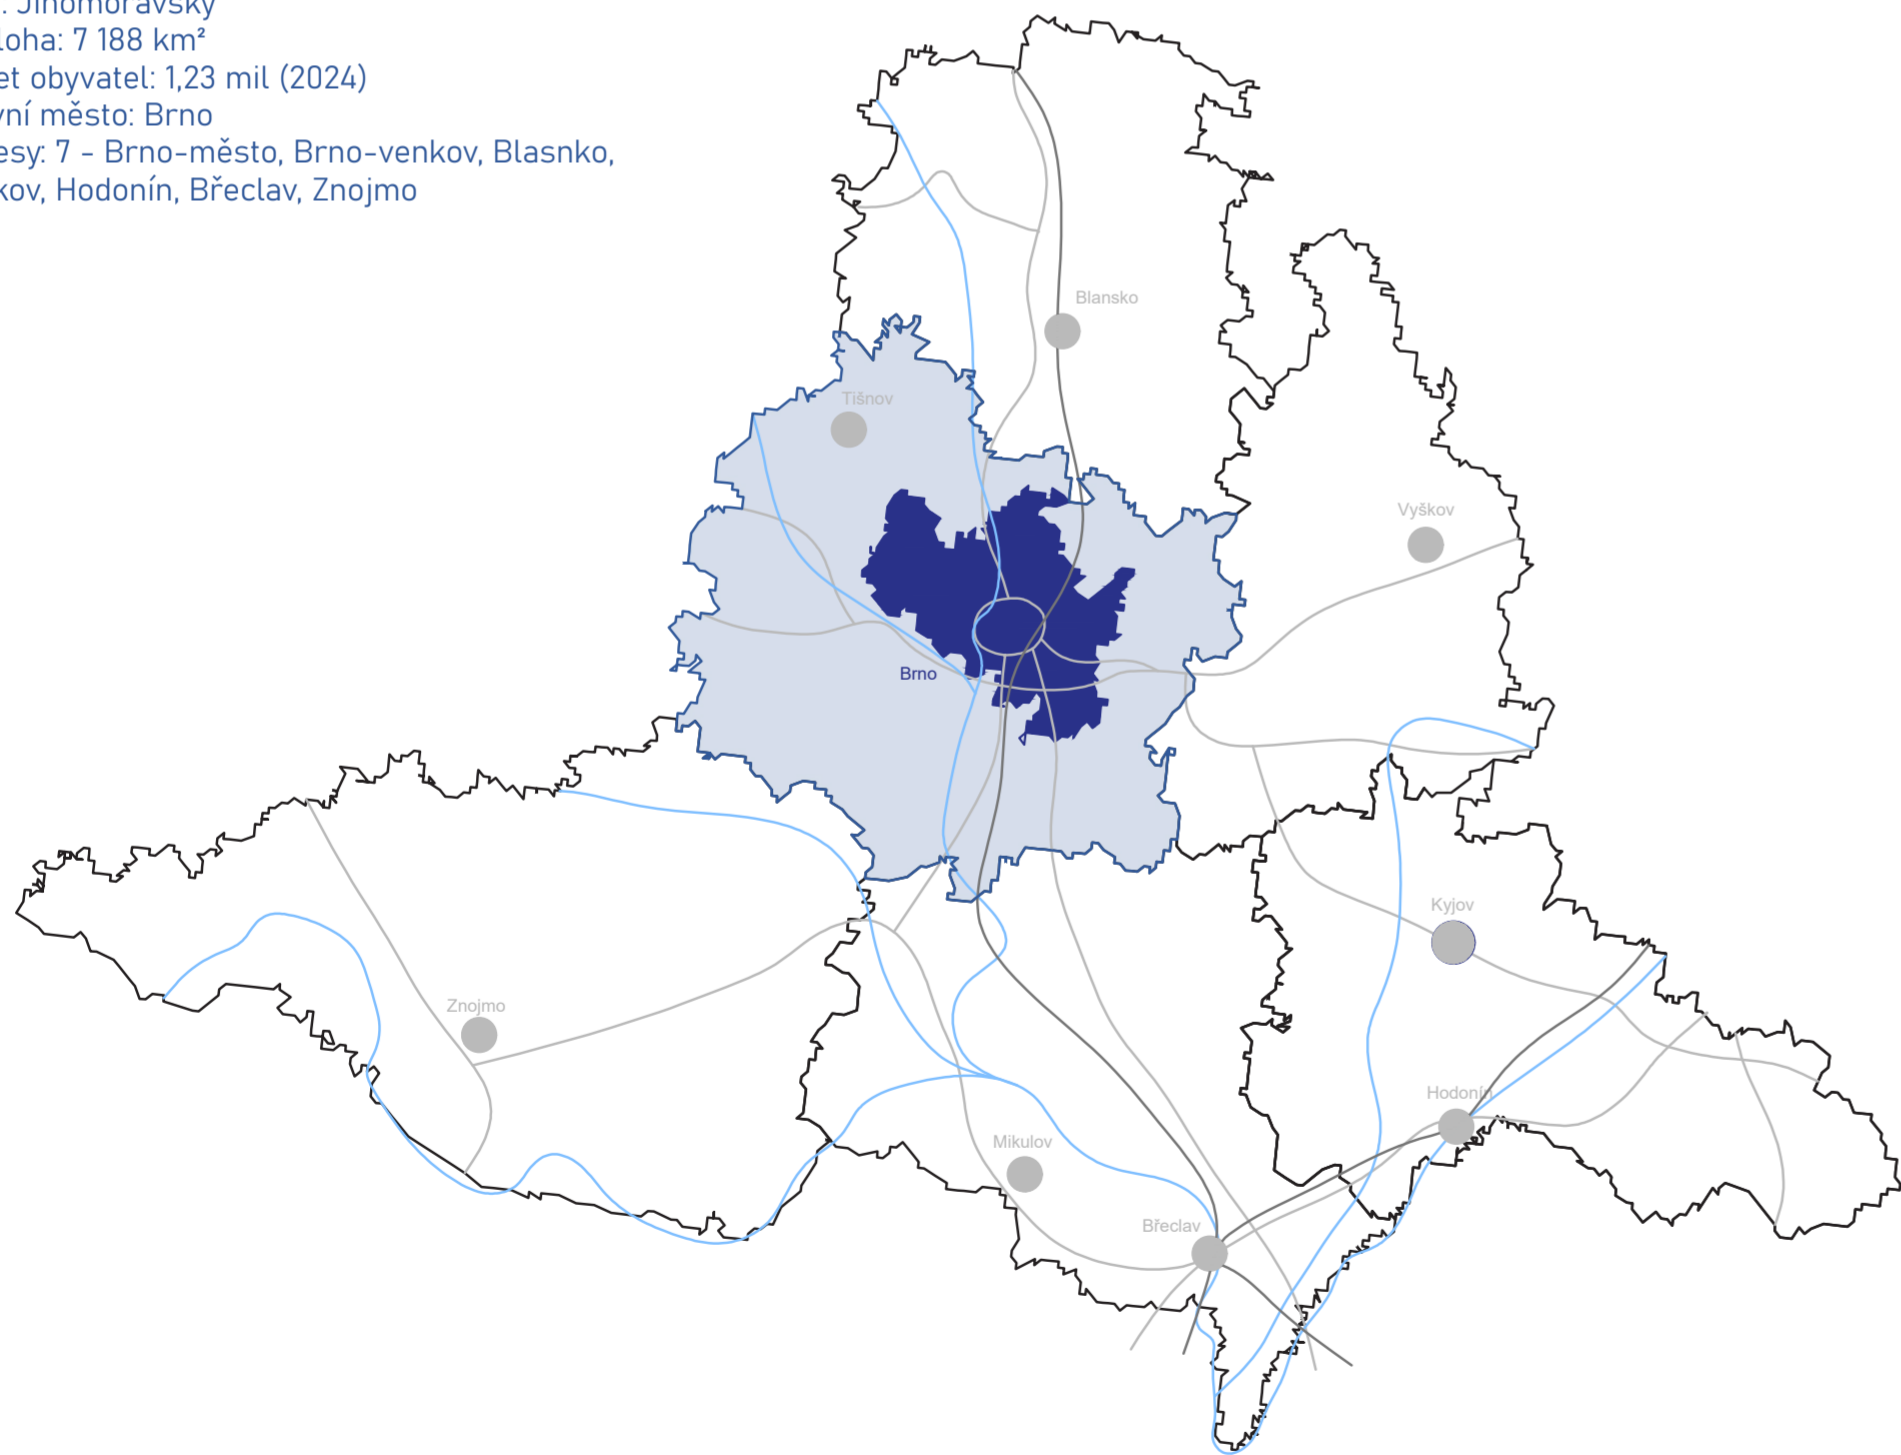 : Jihomoravský
loha: 7 188 km²
et obyvatel: 1,23 mil (2024)
vní město: Brno
esy: 7 - Brno-město, Brno-venkov, Blasnko,
kov, Hodonín, Břeclav, Znojmo
Blansko
Tišnov
Vyškov
Brno
Kyjov
Znojmo
Hodonín
Mikulov
Břeclav